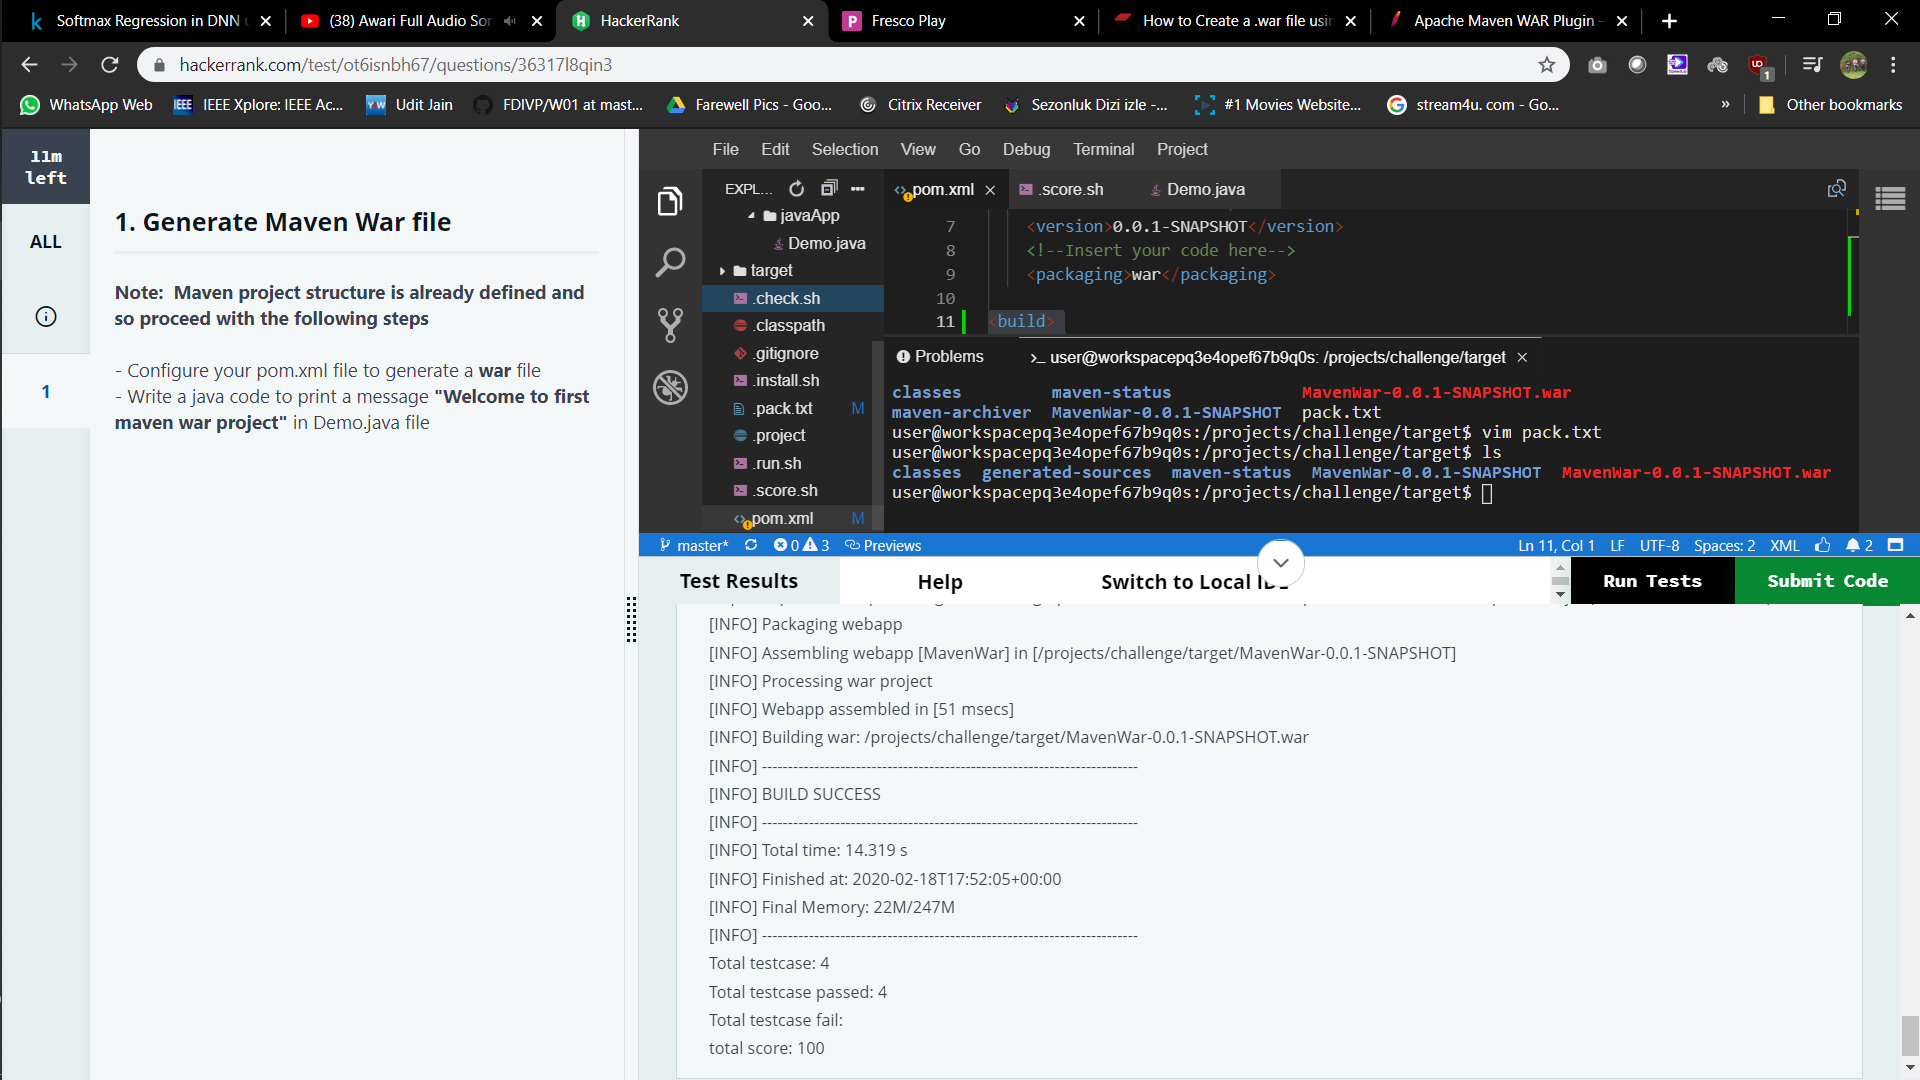 Softmax Regression in DNN
(38) Awari Full Audio Son
HackerRank
Fresco Play
How to Create a .war file usin
Apache Maven WAR Plugin –
hackerrank.com/test/ot6isnbh67/questions/36317l8qin3
WhatsApp Web
IEEE Xplore: IEEE Ac...
Udit Jain
FDIVP/W01 at mast...
Farewell Pics - Goo...
Citrix Receiver
Sezonluk Dizi izle -...
#1 Movies Website...
stream4u. com - Go...
»
Other bookmarks
11m
left
ALL
1
1. Generate Maven War file
Note: Maven project structure is already defined and
so proceed with the following steps
- Configure your pom.xml file to generate a war file
- Write a java code to print a message "Welcome to first
maven war project" in Demo.java file
File Edit Selection View Go Debug Terminal Project
EXPL...
javaApp
Demo.java
target
.check.sh
.classpath
.gitignore
.install.sh
.pack.txt M
.project
.run.sh
.score.sh
pom.xml M
pom.xml
.score.sh
Demo.java
7 <version>0.0.1-SNAPSHOT</version>
8 <!--Insert your code here-->
9 <packaging>war</packaging>
10
11 <build>
Problems
>_ user@workspacepq3e4opef67b9q0s: /projects/challenge/target
classes maven-status MavenWar-0.0.1-SNAPSHOT.war
maven-archiver MavenWar-0.0.1-SNAPSHOT pack.txt
user@workspacepq3e4opef67b9q0s:/projects/challenge/target$ vim pack.txt
user@workspacepq3e4opef67b9q0s:/projects/challenge/target$ ls
classes generated-sources maven-status MavenWar-0.0.1-SNAPSHOT MavenWar-0.0.1-SNAPSHOT.war
user@workspacepq3e4opef67b9q0s:/projects/challenge/target$
master* 0 3 Previews
Ln 11, Col 1 LF UTF-8 Spaces: 2 XML 2
Test Results
Help
Switch to Local IDE
Run Tests
Submit Code
[INFO] Packaging webapp
[INFO] Assembling webapp [MavenWar] in [/projects/challenge/target/MavenWar-0.0.1-SNAPSHOT]
[INFO] Processing war project
[INFO] Webapp assembled in [51 msecs]
[INFO] Building war: /projects/challenge/target/MavenWar-0.0.1-SNAPSHOT.war
[INFO] ------------------------------------------------------------------------
[INFO] BUILD SUCCESS
[INFO] ------------------------------------------------------------------------
[INFO] Total time: 14.319 s
[INFO] Finished at: 2020-02-18T17:52:05+00:00
[INFO] Final Memory: 22M/247M
[INFO] ------------------------------------------------------------------------
Total testcase: 4
Total testcase passed: 4
Total testcase fail:
total score: 100